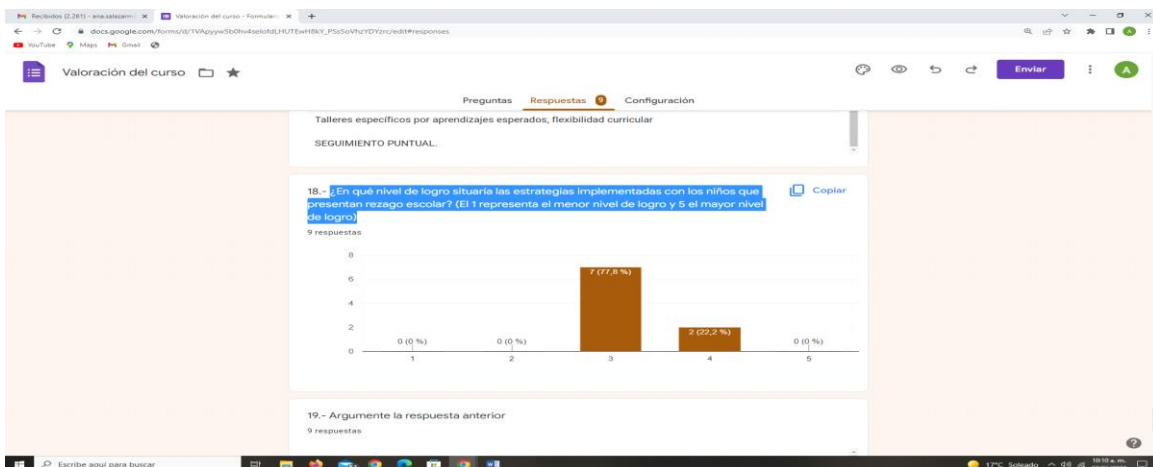 Recibidos (2.261) - ana.salazarm
Valoración del curso - Formulari
YouTube
Maps
Gmail
Valoración del curso
Enviar
A
Preguntas
Respuestas 9
Configuración
Talleres específicos por aprendizajes esperados, flexibilidad curricular
SEGUIMIENTO PUNTUAL.
18.- ¿En qué nivel de logro situaría las estrategias implementadas con los niños que
presentan rezago escolar? (El 1 representa el menor nivel de logro y 5 el mayor nivel
de logro)
Copiar
9 respuestas
8
6
4
2
0
0 (0 %)
0 (0 %)
7 (77,8 %)
2 (22,2 %)
0 (0 %)
1
2
3
4
5
19.- Argumente la respuesta anterior
9 respuestas
Escribe aquí para buscar
17°C Soleado
10:10 a. m.